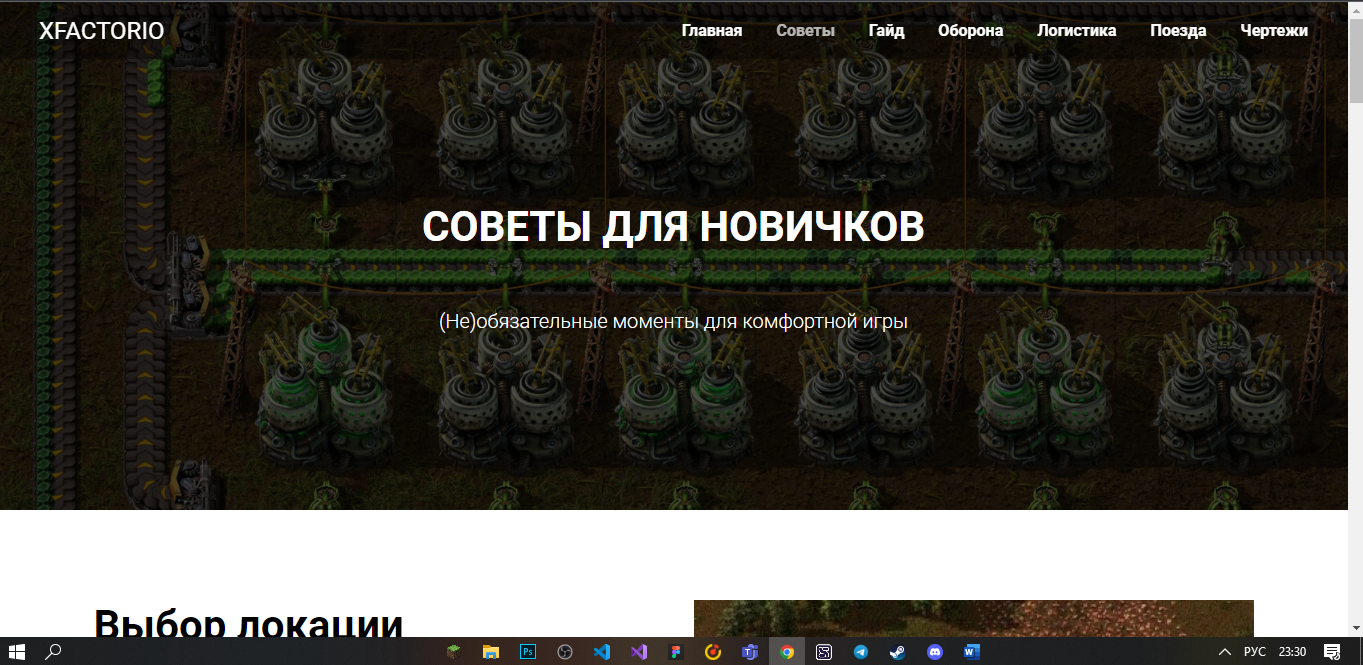 XFACTORIO
Главная Советы Гайд Оборона Логистика Поезда Чертежи
СОВЕТЫ ДЛЯ НОВИЧКОВ
(Не)обязательные моменты для комфортной игры
Выбор локации
РУС 23:30